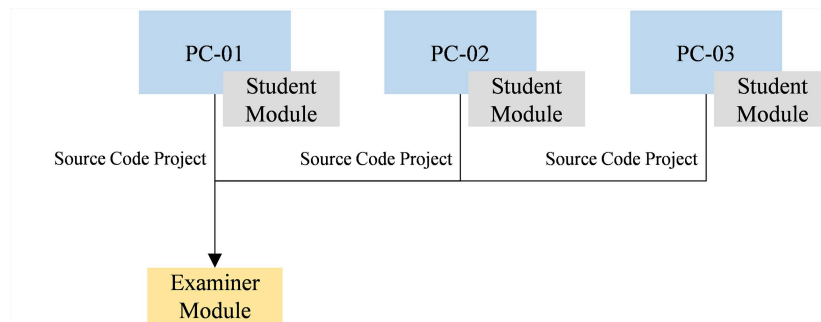 PC-01
PC-02
PC-03
Student
Module
Student
Module
Student
Module
Source Code Project
Source Code Project
Source Code Project
Examiner
Module